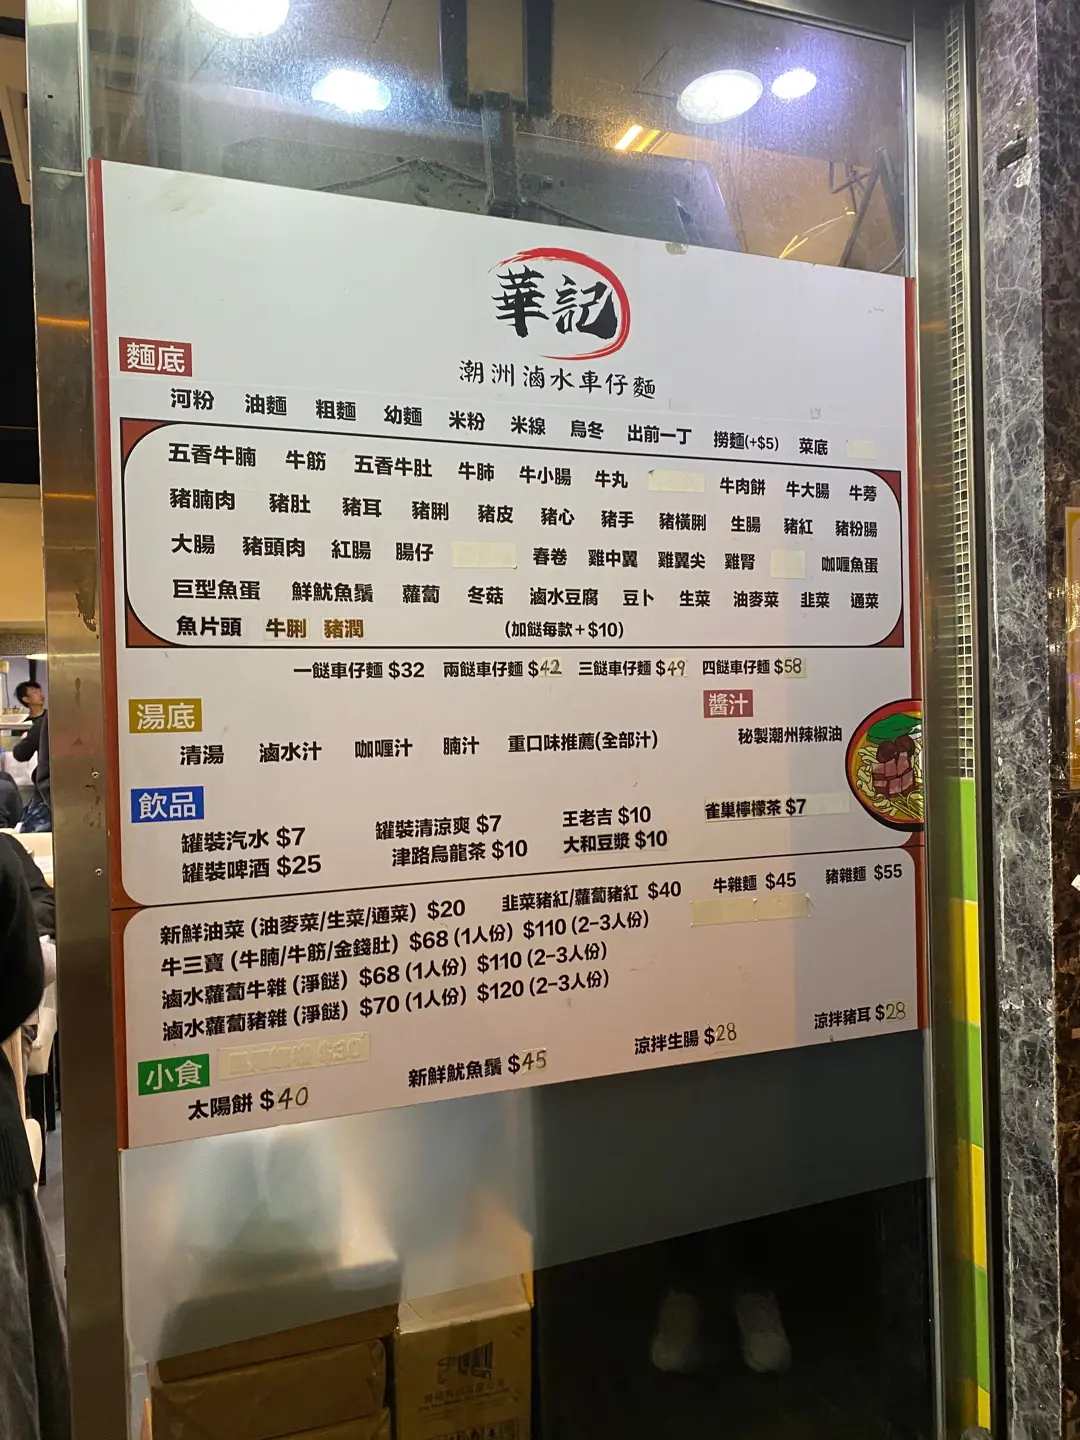 華記
潮洲滷水車仔麵
麵底
河粉 油麵 粗麵 幼麵 米粉 米線 烏冬 出前一丁 撈麵(+$5) 菜底
五香牛腩 牛筋 五香牛肚 牛肺 牛小腸 牛丸 牛肉餅 牛大腸 牛蒡
豬腩肉 豬肚 豬耳 豬脷 豬皮 豬心 豬手 豬橫脷 生腸 豬紅 豬粉腸
大腸 豬頭肉 紅腸 腸仔 春卷 雞中翼 雞翼尖 雞腎 咖喱魚蛋
巨型魚蛋 鮮魷魚鬚 蘿蔔 冬菇 滷水豆腐 豆卜 生菜 油麥菜 韭菜 通菜
魚片頭 牛脷 豬潤 (加餸每款+$10)
一餸車仔麵 $32 兩餸車仔麵 $42 三餸車仔麵 $49 四餸車仔麵 $58
湯底 醬汁
清湯 滷水汁 咖喱汁 腩汁 重口味推薦(全部汁) 秘製潮州辣椒油
飲品
罐裝汽水 $7 罐裝清涼爽 $7 王老吉 $10 雀巢檸檬茶 $7
罐裝啤酒 $25 津路烏龍茶 $10 大和豆漿 $10
新鮮油菜 (油麥菜/生菜/通菜) $20 韭菜豬紅/蘿蔔豬紅 $40 牛雜麵 $45 豬雜麵 $55
牛三寶 (牛腩/牛筋/金錢肚) $68 (1人份) $110 (2-3人份)
滷水蘿蔔牛雜 (淨餸) $68 (1人份) $110 (2-3人份)
滷水蘿蔔豬雜 (淨餸) $70 (1人份) $120 (2-3人份)
小食
太陽餅 $40 新鮮魷魚鬚 $45 涼拌生腸 $28 涼拌豬耳 $28